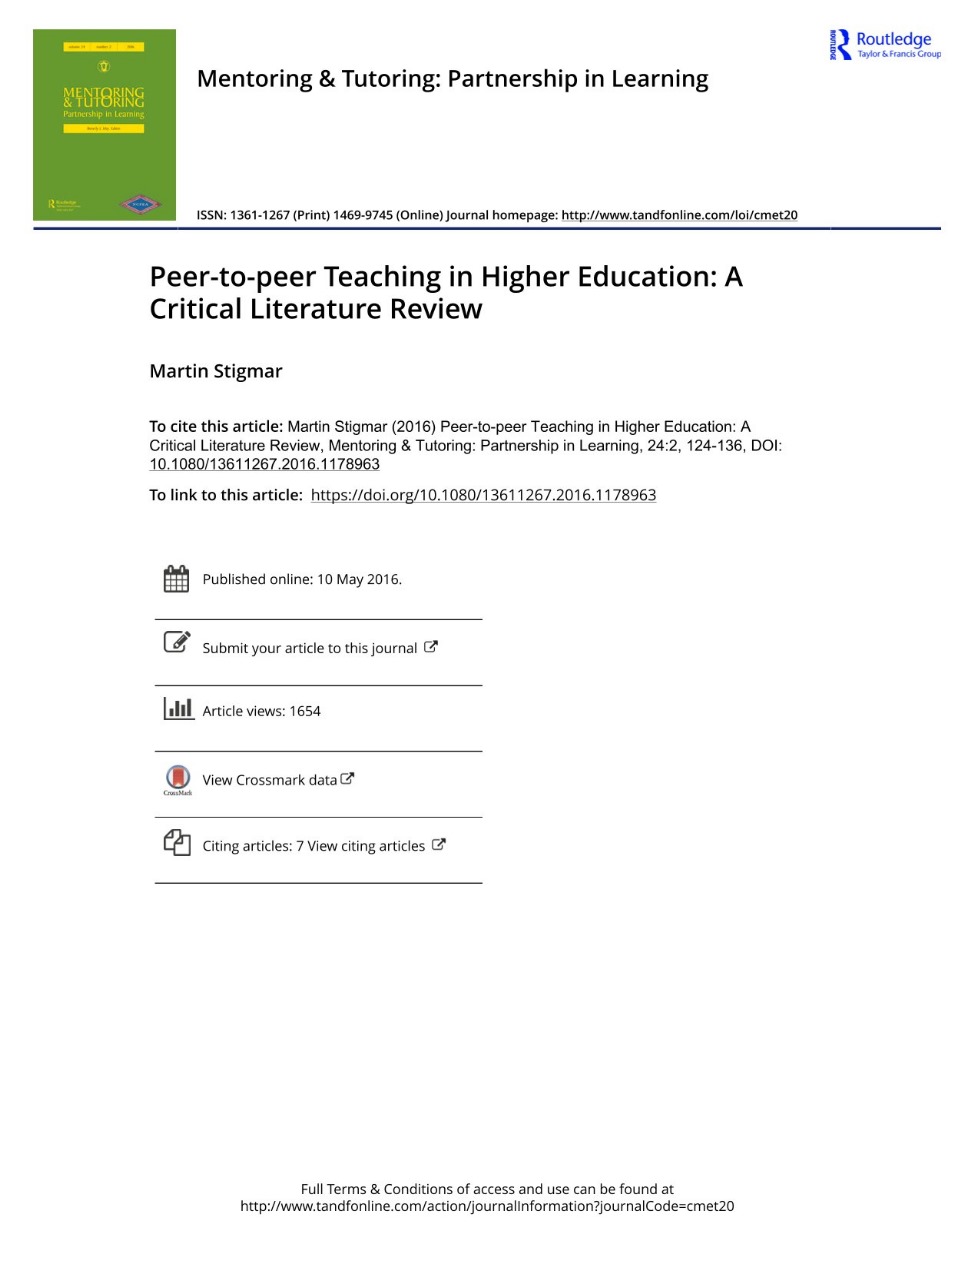 Routledge
Taylor & Francis Group
ROUTLEDGE
MENTORING
& TUTORING
Partnership in Learning
Mentoring & Tutoring: Partnership in Learning
ISSN: 1361-1267 (Print) 1469-9745 (Online) Journal homepage: http://www.tandfonline.com/loi/cmet20
Peer-to-peer Teaching in Higher Education: A
Critical Literature Review
Martin Stigmar
To cite this article: Martin Stigmar (2016) Peer-to-peer Teaching in Higher Education: A
Critical Literature Review, Mentoring & Tutoring: Partnership in Learning, 24:2, 124-136, DOI:
10.1080/13611267.2016.1178963
To link to this article: https://doi.org/10.1080/13611267.2016.1178963
Published online: 10 May 2016.
Submit your article to this journal
Article views: 1654
CrossMark
View Crossmark data
Citing articles: 7 View citing articles
Full Terms & Conditions of access and use can be found at
http://www.tandfonline.com/action/journalInformation?journalCode=cmet20